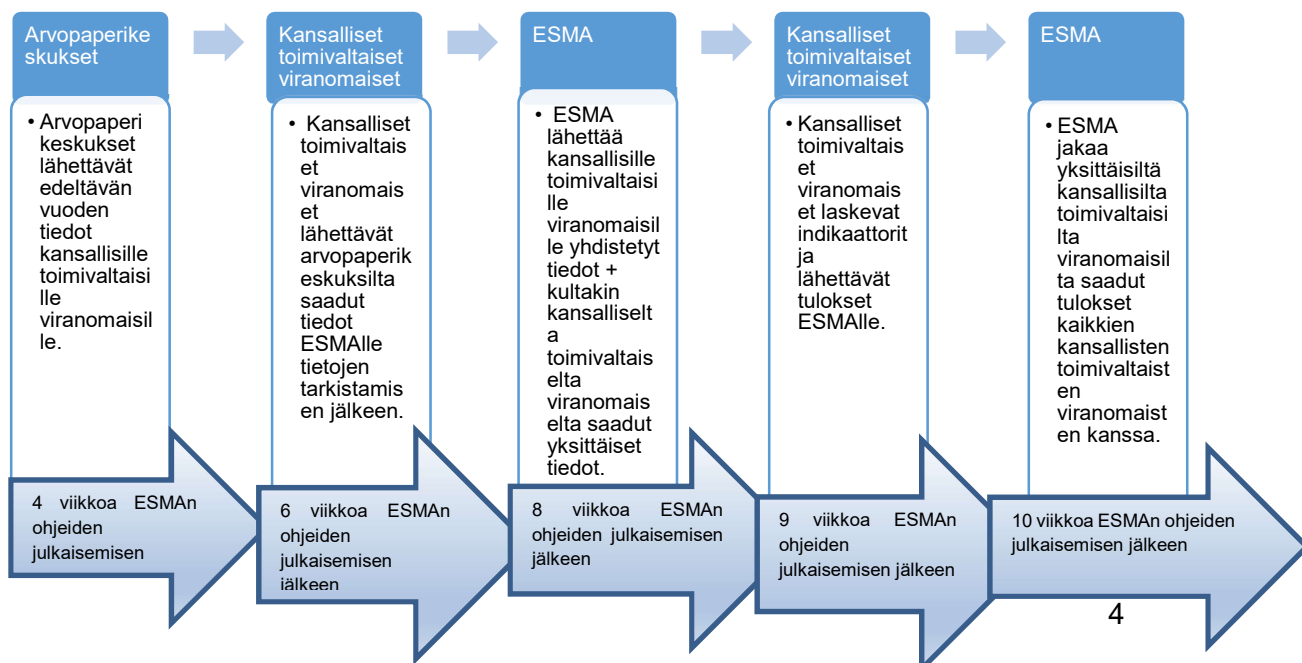 Arvopaperike
skukset
Kansalliset
toimivaltaiset
viranomaiset
ESMA
Kansalliset
toimivaltaiset
viranomaiset
ESMA
• Arvopaperi
keskukset
lähettävät
edeltävän
vuoden
tiedot
kansallisille
toimivaltaisi
lle
viranomaisil
le.
• Kansalliset
toimivaltais
et
viranomais
et
lähettävät
arvopaperik
eskuksilta
saadut
tiedot
ESMAlle
tietojen
tarkistamis
en jälkeen.
• ESMA
lähettää
kansallisille
toimivaltaisi
lle
viranomaisil
le yhdistetyt
tiedot +
kultakin
kansalliselt
a
toimivaltais
elta
viranomais
elta saadut
yksittäiset
tiedot.
• Kansalliset
toimivaltais
et
viranomais
et laskevat
indikaattorit
ja
lähettävät
tulokset
ESMAlle.
• ESMA
jakaa
yksittäisiltä
kansallisilta
toimivaltaisi
lta
viranomaisil
ta saadut
tulokset
kaikkien
kansallisten
toimivaltaist
en
viranomaist
en kanssa.
4 viikkoa ESMAn
ohjeiden
julkaisemisen
6 viikkoa ESMAn
ohjeiden
julkaisemisen
jälkeen
8 viikkoa ESMAn
ohjeiden julkaisemisen
jälkeen
9 viikkoa ESMAn
ohjeiden
julkaisemisen jälkeen
10 viikkoa ESMAn ohjeiden
julkaisemisen jälkeen
4